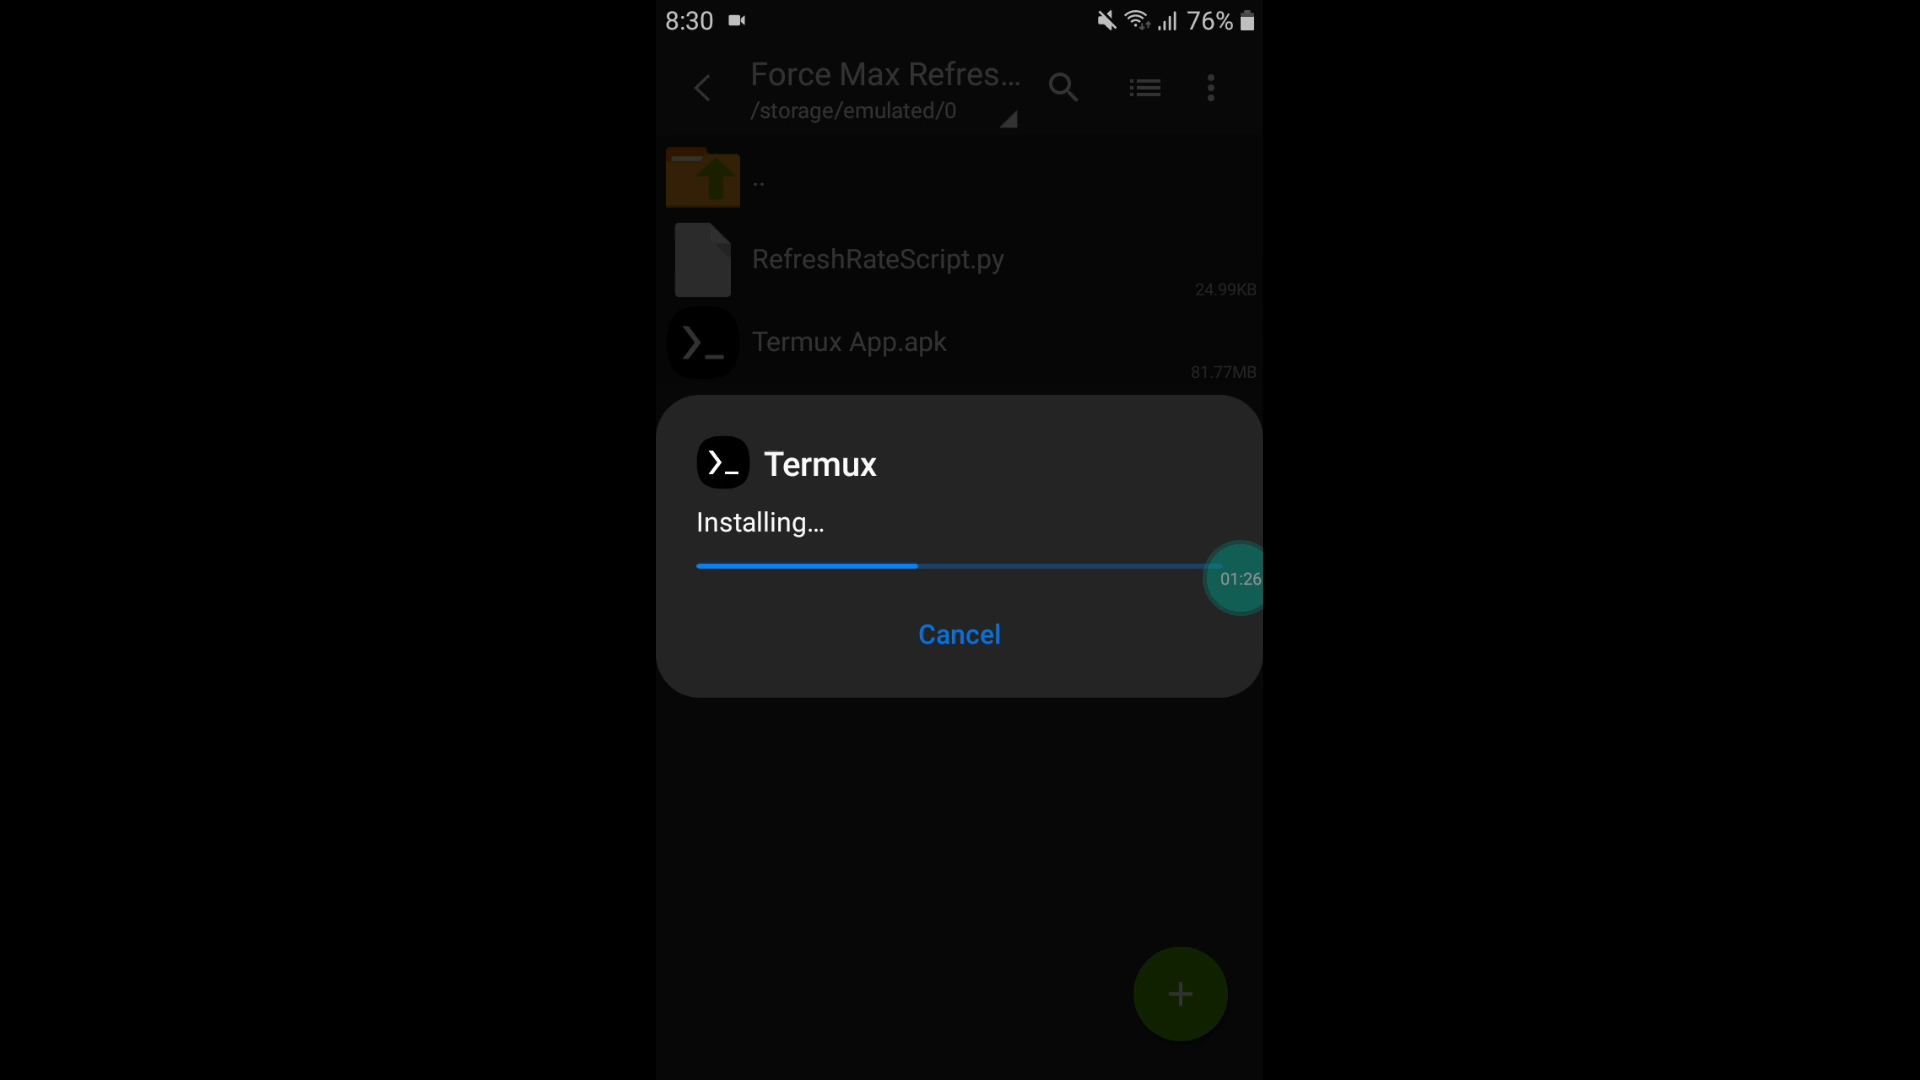 8:30
76%
Force Max Refres...
/storage/emulated/0
..
RefreshRateScript.py
24.99KB
Termux App.apk
81.77MB
Termux
Installing...
01:26
Cancel